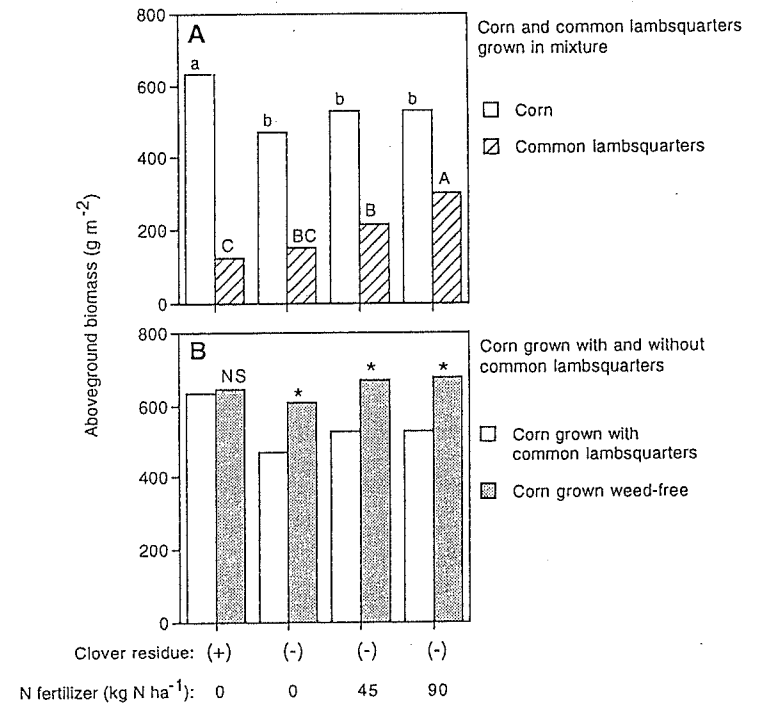 800
600
400
200
0
A
a
C
b
BC
b
B
b
A
Corn and common lambsquarters
grown in mixture
Corn
Common lambsquarters
Aboveground biomass (g m-2)
800
600
400
200
0
B
NS
*
*
*
Corn grown with and without
common lambsquarters
Corn grown with
common lambsquarters
Corn grown weed-free
Clover residue: (+) (-) (-) (-)
N fertilizer (kg N ha-1): 0 0 45 90